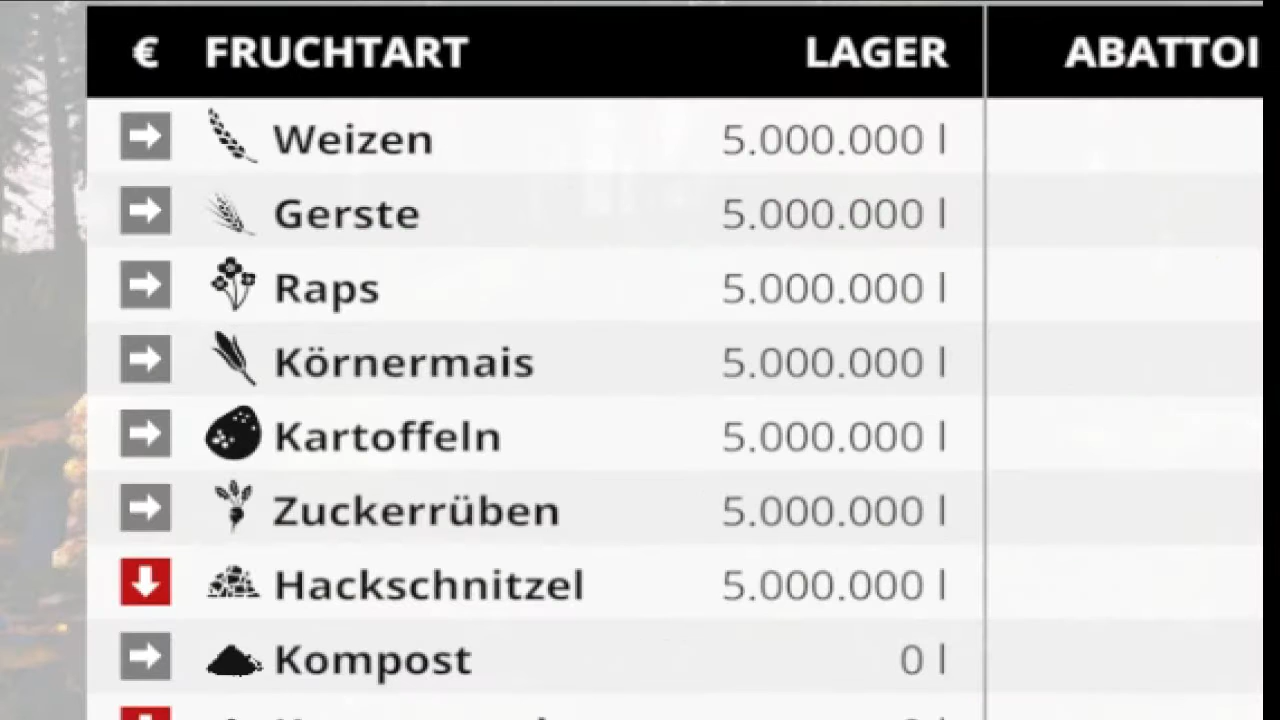 € FRUCHTART LAGER ABATTOI
Weizen 5.000.000 l
Gerste 5.000.000 l
Raps 5.000.000 l
Körnermais 5.000.000 l
Kartoffeln 5.000.000 l
Zuckerrüben 5.000.000 l
Hackschnitzel 5.000.000 l
Kompost 0 l